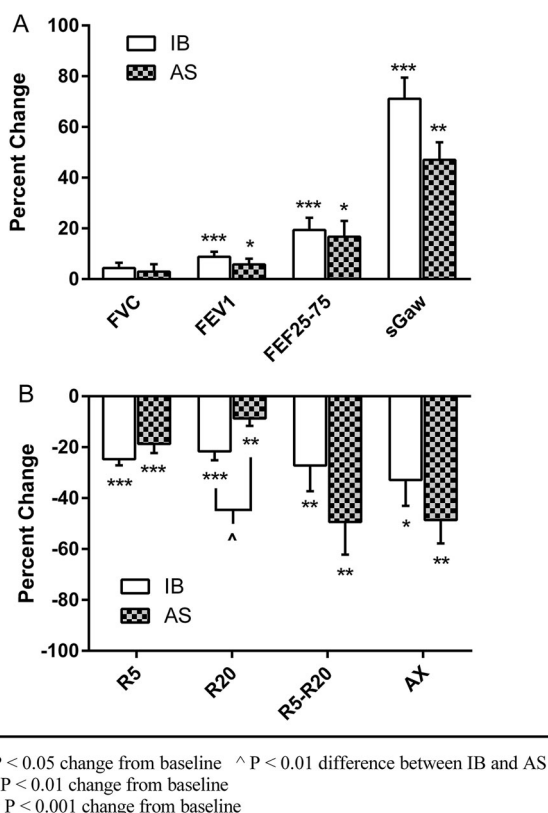 A
100
80
60
40
20
0
Percent Change
IB
AS
***
*
***
*
***
**
FVC
FEV1
FEF25-75
sGaw
B
0
-20
-40
-60
-80
-100
Percent Change
***
***
***
**
^
**
**
*
**
IB
AS
R5
R20
R5-R20
AX
P < 0.05 change from baseline ^ P < 0.01 difference between IB and AS
P < 0.01 change from baseline
P < 0.001 change from baseline